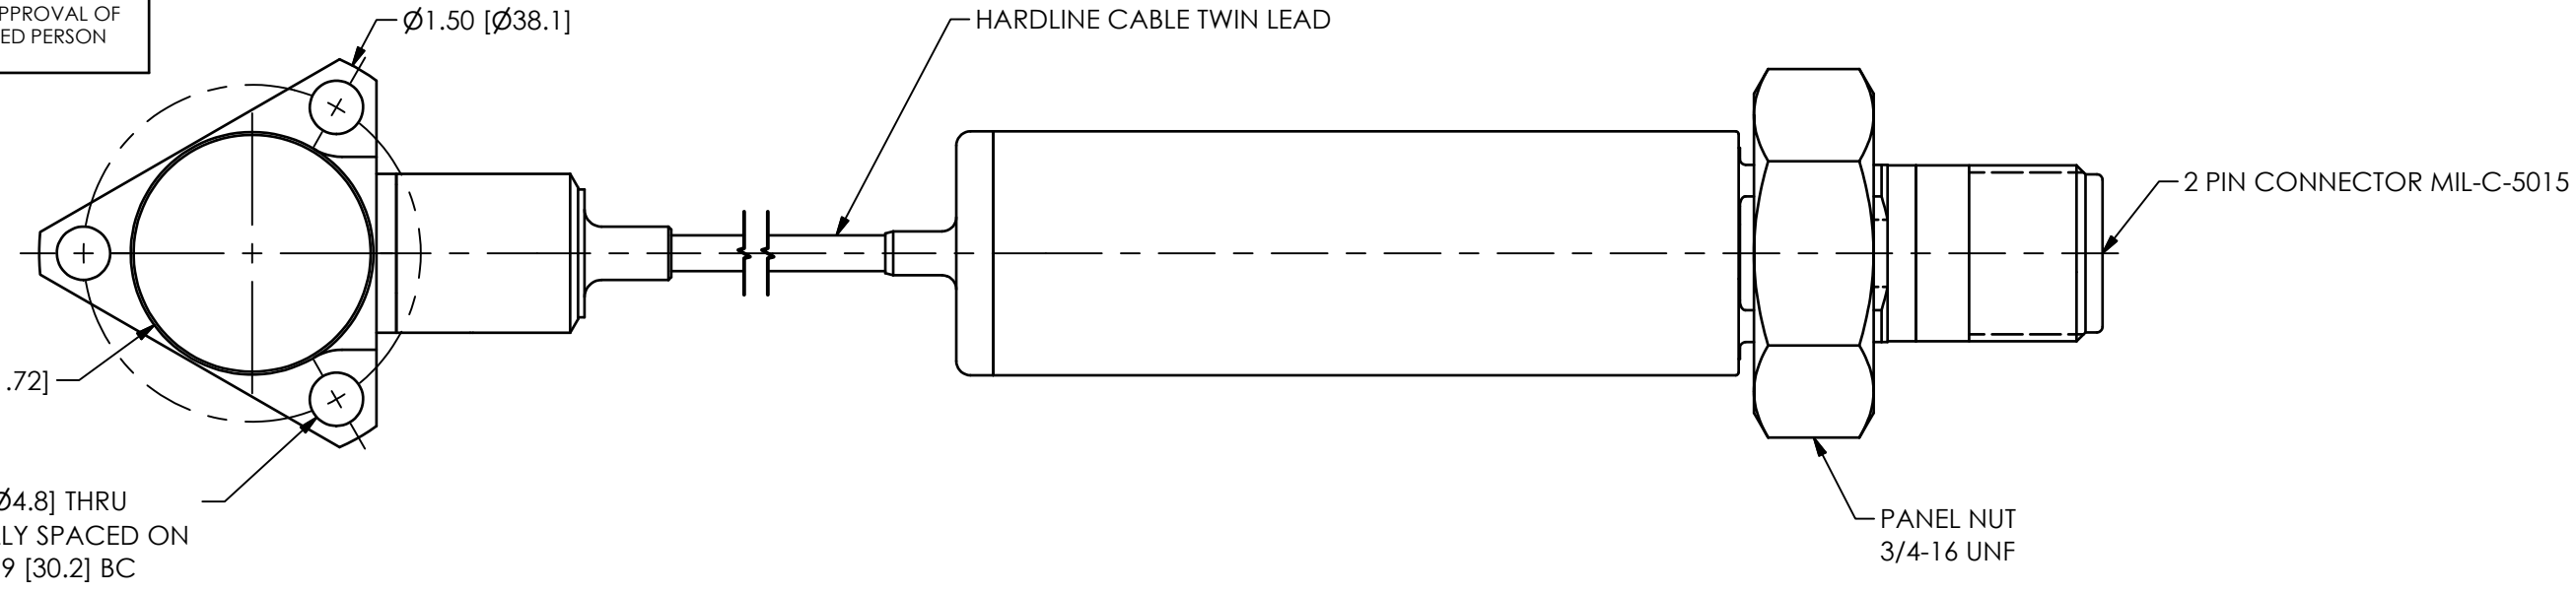 PPROVAL OF
ED PERSON
Ø1.50 [Ø38.1]
HARDLINE CABLE TWIN LEAD
2 PIN CONNECTOR MIL-C-5015
.72]
Ø4.8] THRU
LY SPACED ON
9 [30.2] BC
PANEL NUT
3/4-16 UNF